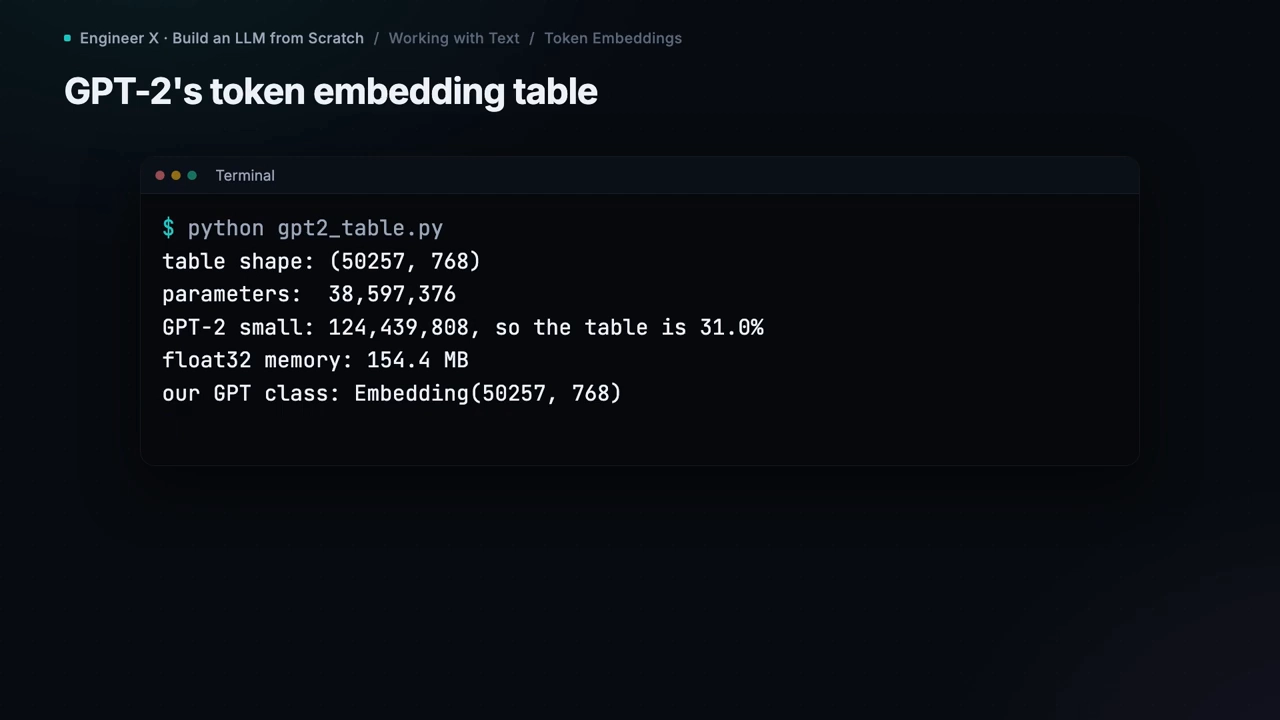 Engineer X · Build an LLM from Scratch / Working with Text / Token Embeddings
GPT-2's token embedding table
Terminal
$ python gpt2_table.py
table shape: (50257, 768)
parameters:  38,597,376
GPT-2 small: 124,439,808, so the table is 31.0%
float32 memory: 154.4 MB
our GPT class: Embedding(50257, 768)